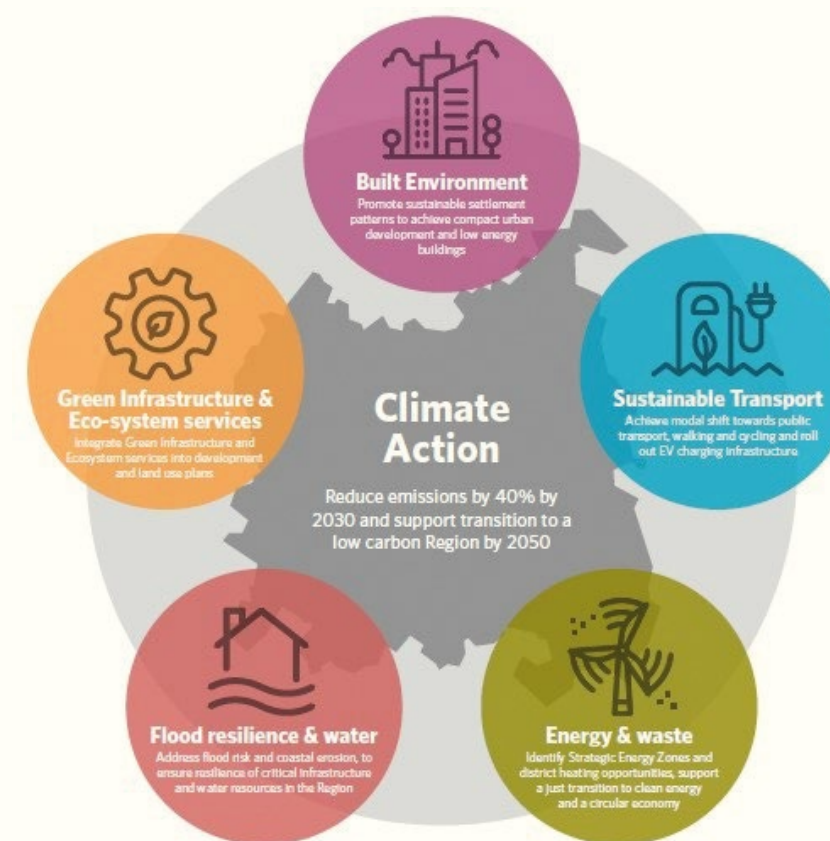 Built Environment
Promote sustainable settlement
patterns to achieve compact urban
development and low energy
buildings
Green Infrastructure &
Eco-system services
Integrate Green Infrastructure and
Ecosystem services into development
and land use plans
Sustainable Transport
Achieve modal shift towards public
transport, walking and cycling and roll
out EV charging infrastructure
Climate
Action
Reduce emissions by 40% by
2030 and support transition to a
low carbon Region by 2050
Flood resilience & water
Address flood risk and coastal erosion, to
ensure resilience of critical infrastructure
and water resources in the Region
Energy & waste
Identify Strategic Energy Zones and
district heating opportunities, support
a just transition to clean energy
and a circular economy